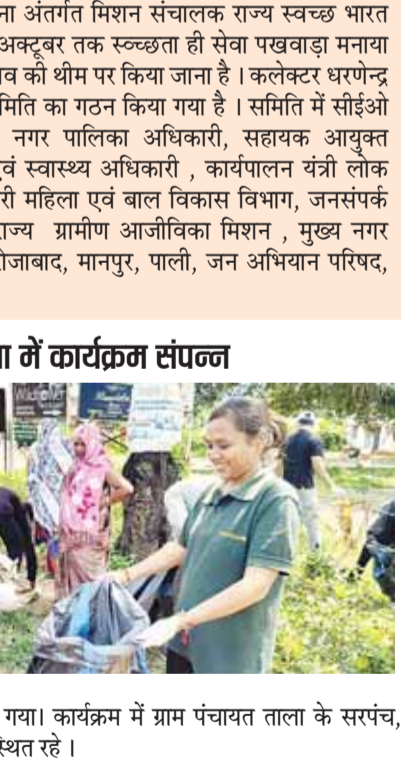 ना अंतर्गत मिशन संचालक राज्य स्वच्छ भारत
अक्टूबर तक स्व्च्छता ही सेवा पखवाड़ा मनाया
व की थीम पर किया जाना है । कलेक्टर धरणेन्द्र
मिति का गठन किया गया है । समिति में सीईओ
नगर पालिका अधिकारी, सहायक आयुक्त
वं स्वास्थ्य अधिकारी , कार्यपालन यंत्री लोक
री महिला एवं बाल विकास विभाग, जनसंपर्क
राज्य ग्रामीण आजीविका मिशन , मुख्य नगर
रोजाबाद, मानपुर, पाली, जन अभियान परिषद,
ा में कार्यक्रम संपन्न
गया। कार्यक्रम में ग्राम पंचायत ताला के सरपंच,
स्थित रहे ।